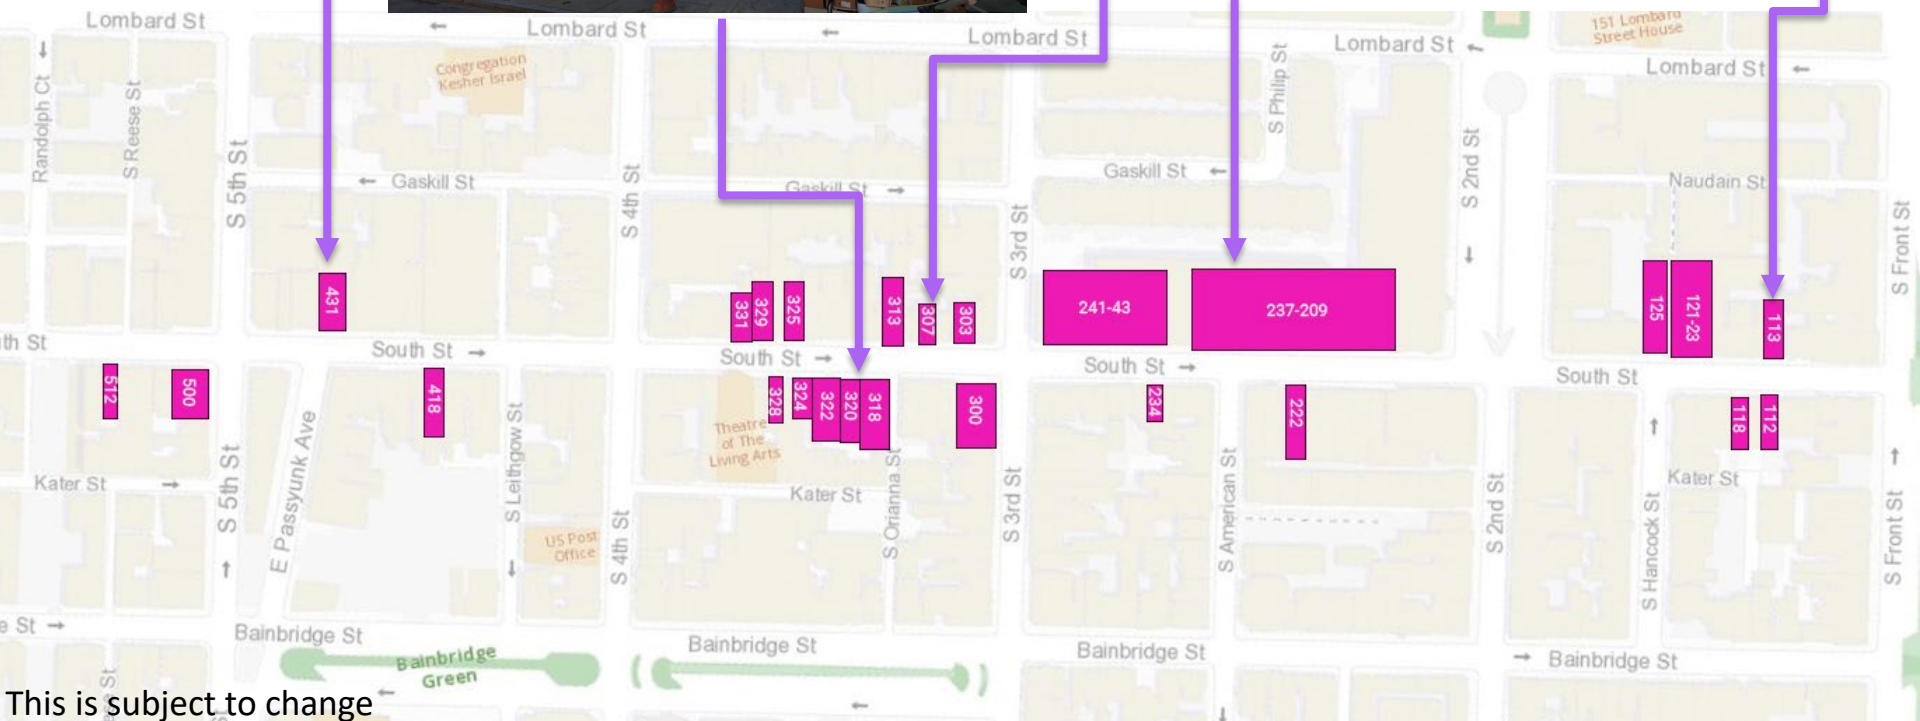 Lombard St
Lombard St
Lombard St
Lombard St
151 Lombard
Street House
Lombard St
Congregation
Kesher Israel
Randolph Ct
S Reese St
S 5th St
Gaskill St
S 4th St
Gaskill St
S 3rd St
Gaskill St
S Philip St
S 2nd St
Naudain St
S Front St
431
331
329
325
313
307
303
241-43
237-209
125
121-23
113
th St
South St
South St
South St
South St
512
500
418
328
324
322
320
318
300
234
222
118
112
Theatre
of The
Living Arts
Kater St
S 5th St
E Passyunk Ave
S Leithgow St
US Post
Office
S 4th St
Kater St
S Orianna St
S 3rd St
S American St
S 2nd St
S Hancock St
Kater St
S Front St
e St
Bainbridge St
Bainbridge St
Bainbridge St
Bainbridge St
Bainbridge
Green
This is subject to change